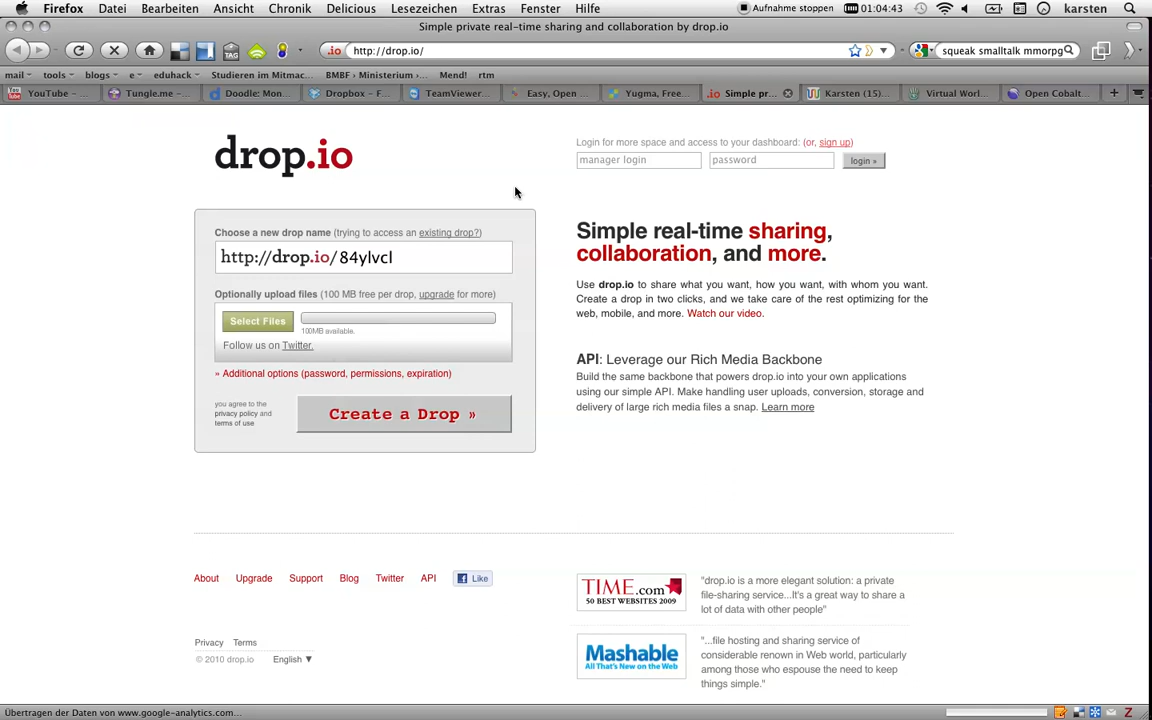 Firefox Datei Bearbeiten Ansicht Chronik Delicious Lesezeichen Extras Fenster Hilfe Aufnahme stoppen 01:04:43 karsten
Simple private real-time sharing and collaboration by drop.io
.io http://drop.io/ squeak smalltalk mmorpg
mail tools blogs e eduhack Studieren im Mitmac... BMBF › Ministerium ›... Mend! rtm
YouTube - ... Tungle.me - ... Doodle: Mon... Dropbox - F... TeamViewer... Easy, Open ... Yugma, Free... .io Simple pr... Karsten (15)... Virtual Worl... Open Cobalt...
drop.io
Login for more space and access to your dashboard: (or, sign up)
manager login password login »
Choose a new drop name (trying to access an existing drop?)
http://drop.io/84ylvcl
Optionally upload files (100 MB free per drop, upgrade for more)
Select Files
100MB available.
Follow us on Twitter.
» Additional options (password, permissions, expiration)
you agree to the
privacy policy and
terms of use
Create a Drop »
Simple real-time sharing,
collaboration, and more.
Use drop.io to share what you want, how you want, with whom you want.
Create a drop in two clicks, and we take care of the rest optimizing for the
web, mobile, and more. Watch our video.
API: Leverage our Rich Media Backbone
Build the same backbone that powers drop.io into your own applications
using our simple API. Make handling user uploads, conversion, storage and
delivery of large rich media files a snap. Learn more
About Upgrade Support Blog Twitter API Like
TIME.com
50 BEST WEBSITES 2009
"drop.io is a more elegant solution: a private
file-sharing service...It's a great way to share a
lot of data with other people"
Privacy Terms
© 2010 drop.io English ▼
Mashable
All That's New on the Web
"...file hosting and sharing service of
considerable renown in Web world, particularly
among those who espouse the need to keep
things simple."
Übertragen der Daten von www.google-analytics.com...